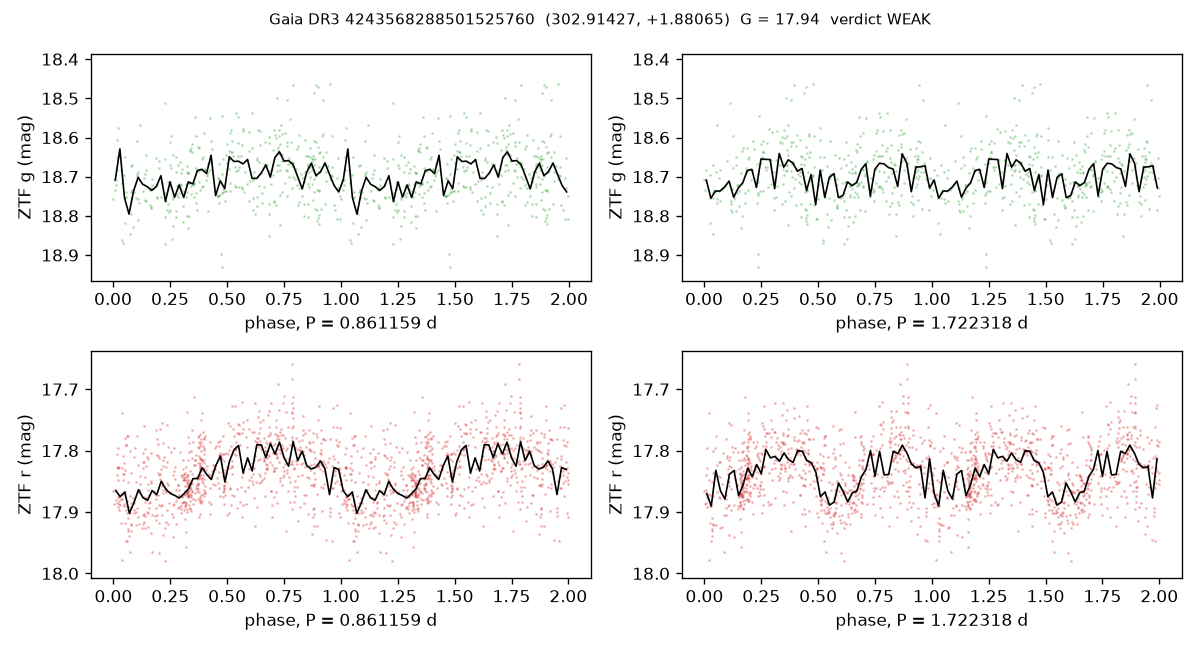 Gaia DR3 4243568288501525760 (302.91427, +1.88065) G = 17.94 verdict WEAK
ZTF g (mag)
18.4
18.5
18.6
18.7
18.8
18.9
0.00 0.25 0.50 0.75 1.00 1.25 1.50 1.75 2.00
phase, P = 0.861159 d
ZTF g (mag)
18.4
18.5
18.6
18.7
18.8
18.9
0.00 0.25 0.50 0.75 1.00 1.25 1.50 1.75 2.00
phase, P = 1.722318 d
ZTF r (mag)
17.7
17.8
17.9
18.0
0.00 0.25 0.50 0.75 1.00 1.25 1.50 1.75 2.00
phase, P = 0.861159 d
ZTF r (mag)
17.7
17.8
17.9
18.0
0.00 0.25 0.50 0.75 1.00 1.25 1.50 1.75 2.00
phase, P = 1.722318 d